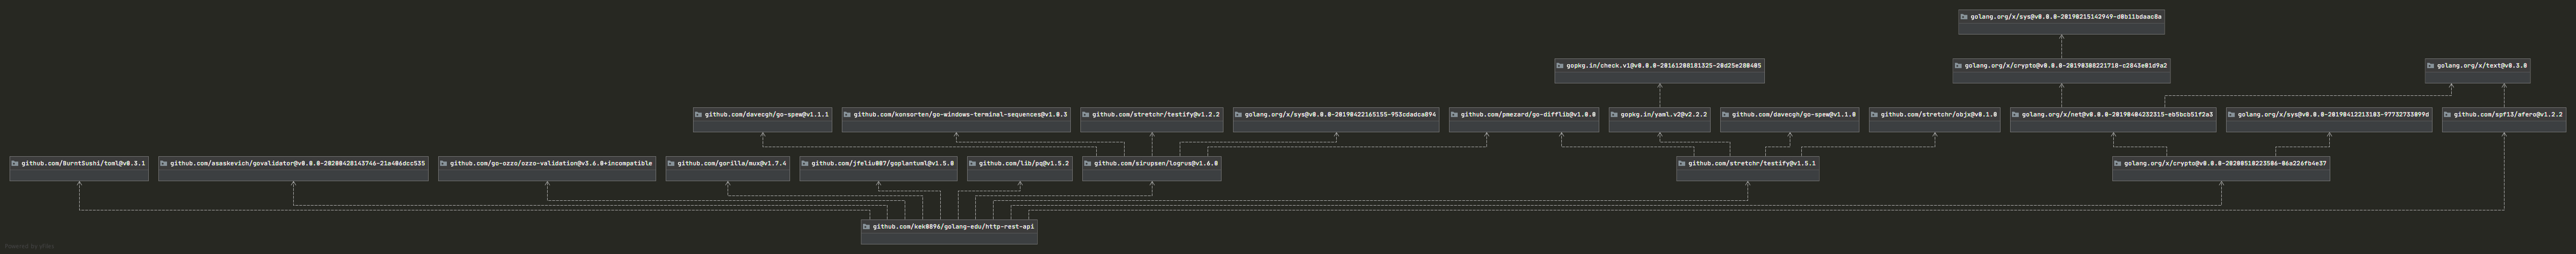 golang.org/x/sys@v0.0.0-20190215142949-d0b11bdaac8a
gopkg.in/check.v1@v0.0.0-20161208181325-20d25e280405
golang.org/x/crypto@v0.0.0-20190308221718-c2843e01d9a2
golang.org/x/text@v0.3.0
github.com/davecgh/go-spew@v1.1.1
github.com/konsorten/go-windows-terminal-sequences@v1.0.3
github.com/stretchr/testify@v1.2.2
golang.org/x/sys@v0.0.0-20190422165155-953cdadca894
github.com/pmezard/go-difflib@v1.0.0
gopkg.in/yaml.v2@v2.2.2
github.com/davecgh/go-spew@v1.1.0
github.com/stretchr/objx@v0.1.0
golang.org/x/net@v0.0.0-20190404232315-eb5bcb51f2a3
golang.org/x/sys@v0.0.0-20190412213103-97732733099d
github.com/spf13/afero@v1.2.2
github.com/BurntSushi/toml@v0.3.1
github.com/asaskevich/govalidator@v0.0.0-20200428143746-21a406dcc535
github.com/go-ozzo/ozzo-validation@v3.6.0+incompatible
github.com/gorilla/mux@v1.7.4
github.com/jfeliu007/goplantuml@v1.5.0
github.com/lib/pq@v1.5.2
github.com/sirupsen/logrus@v1.6.0
github.com/stretchr/testify@v1.5.1
golang.org/x/crypto@v0.0.0-20200510223506-06a226fb4e37
github.com/kek0896/golang-edu/http-rest-api
Powered by yFiles